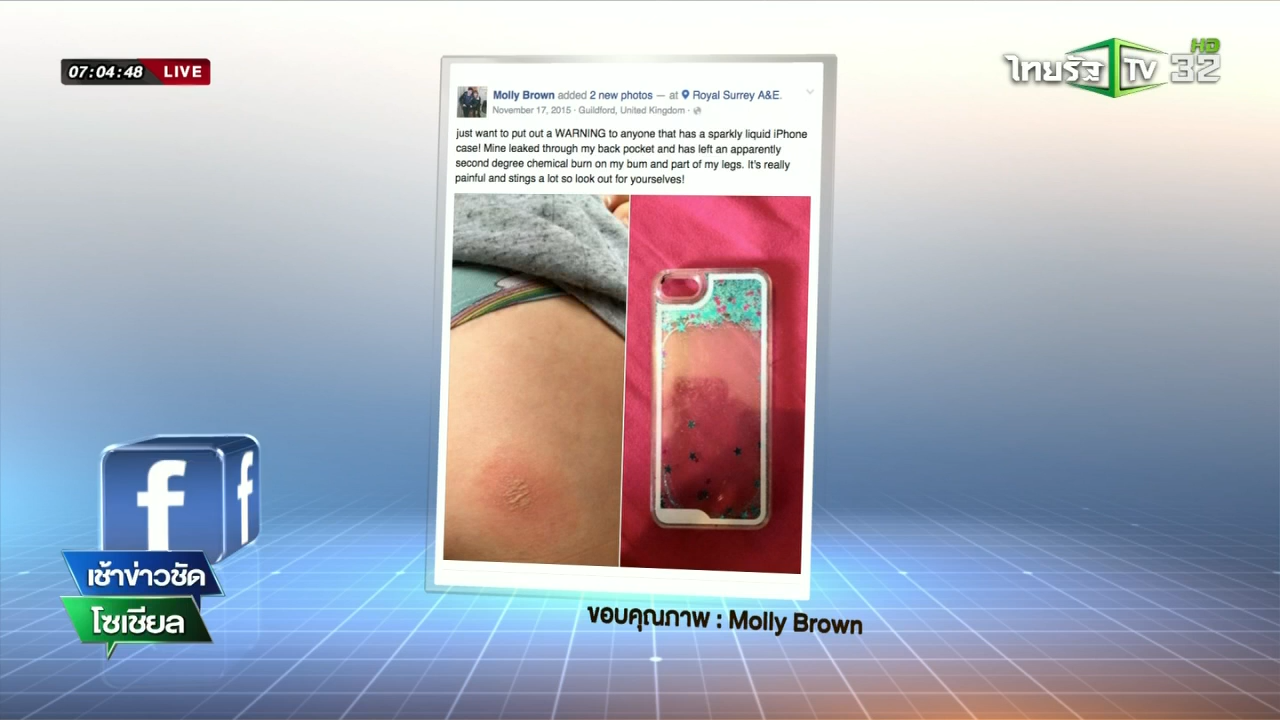 07:04:48 LIVE
ไทยรัฐ TV HD 32
Molly Brown added 2 new photos — at Royal Surrey A&E.
November 17, 2015 · Guildford, United Kingdom ·
just want to put out a WARNING to anyone that has a sparkly liquid iPhone
case! Mine leaked through my back pocket and has left an apparently
second degree chemical burn on my bum and part of my legs. It's really
painful and stings a lot so look out for yourselves!
f f
เช้าข่าวชัด
โซเชียล
ขอบคุณภาพ : Molly Brown